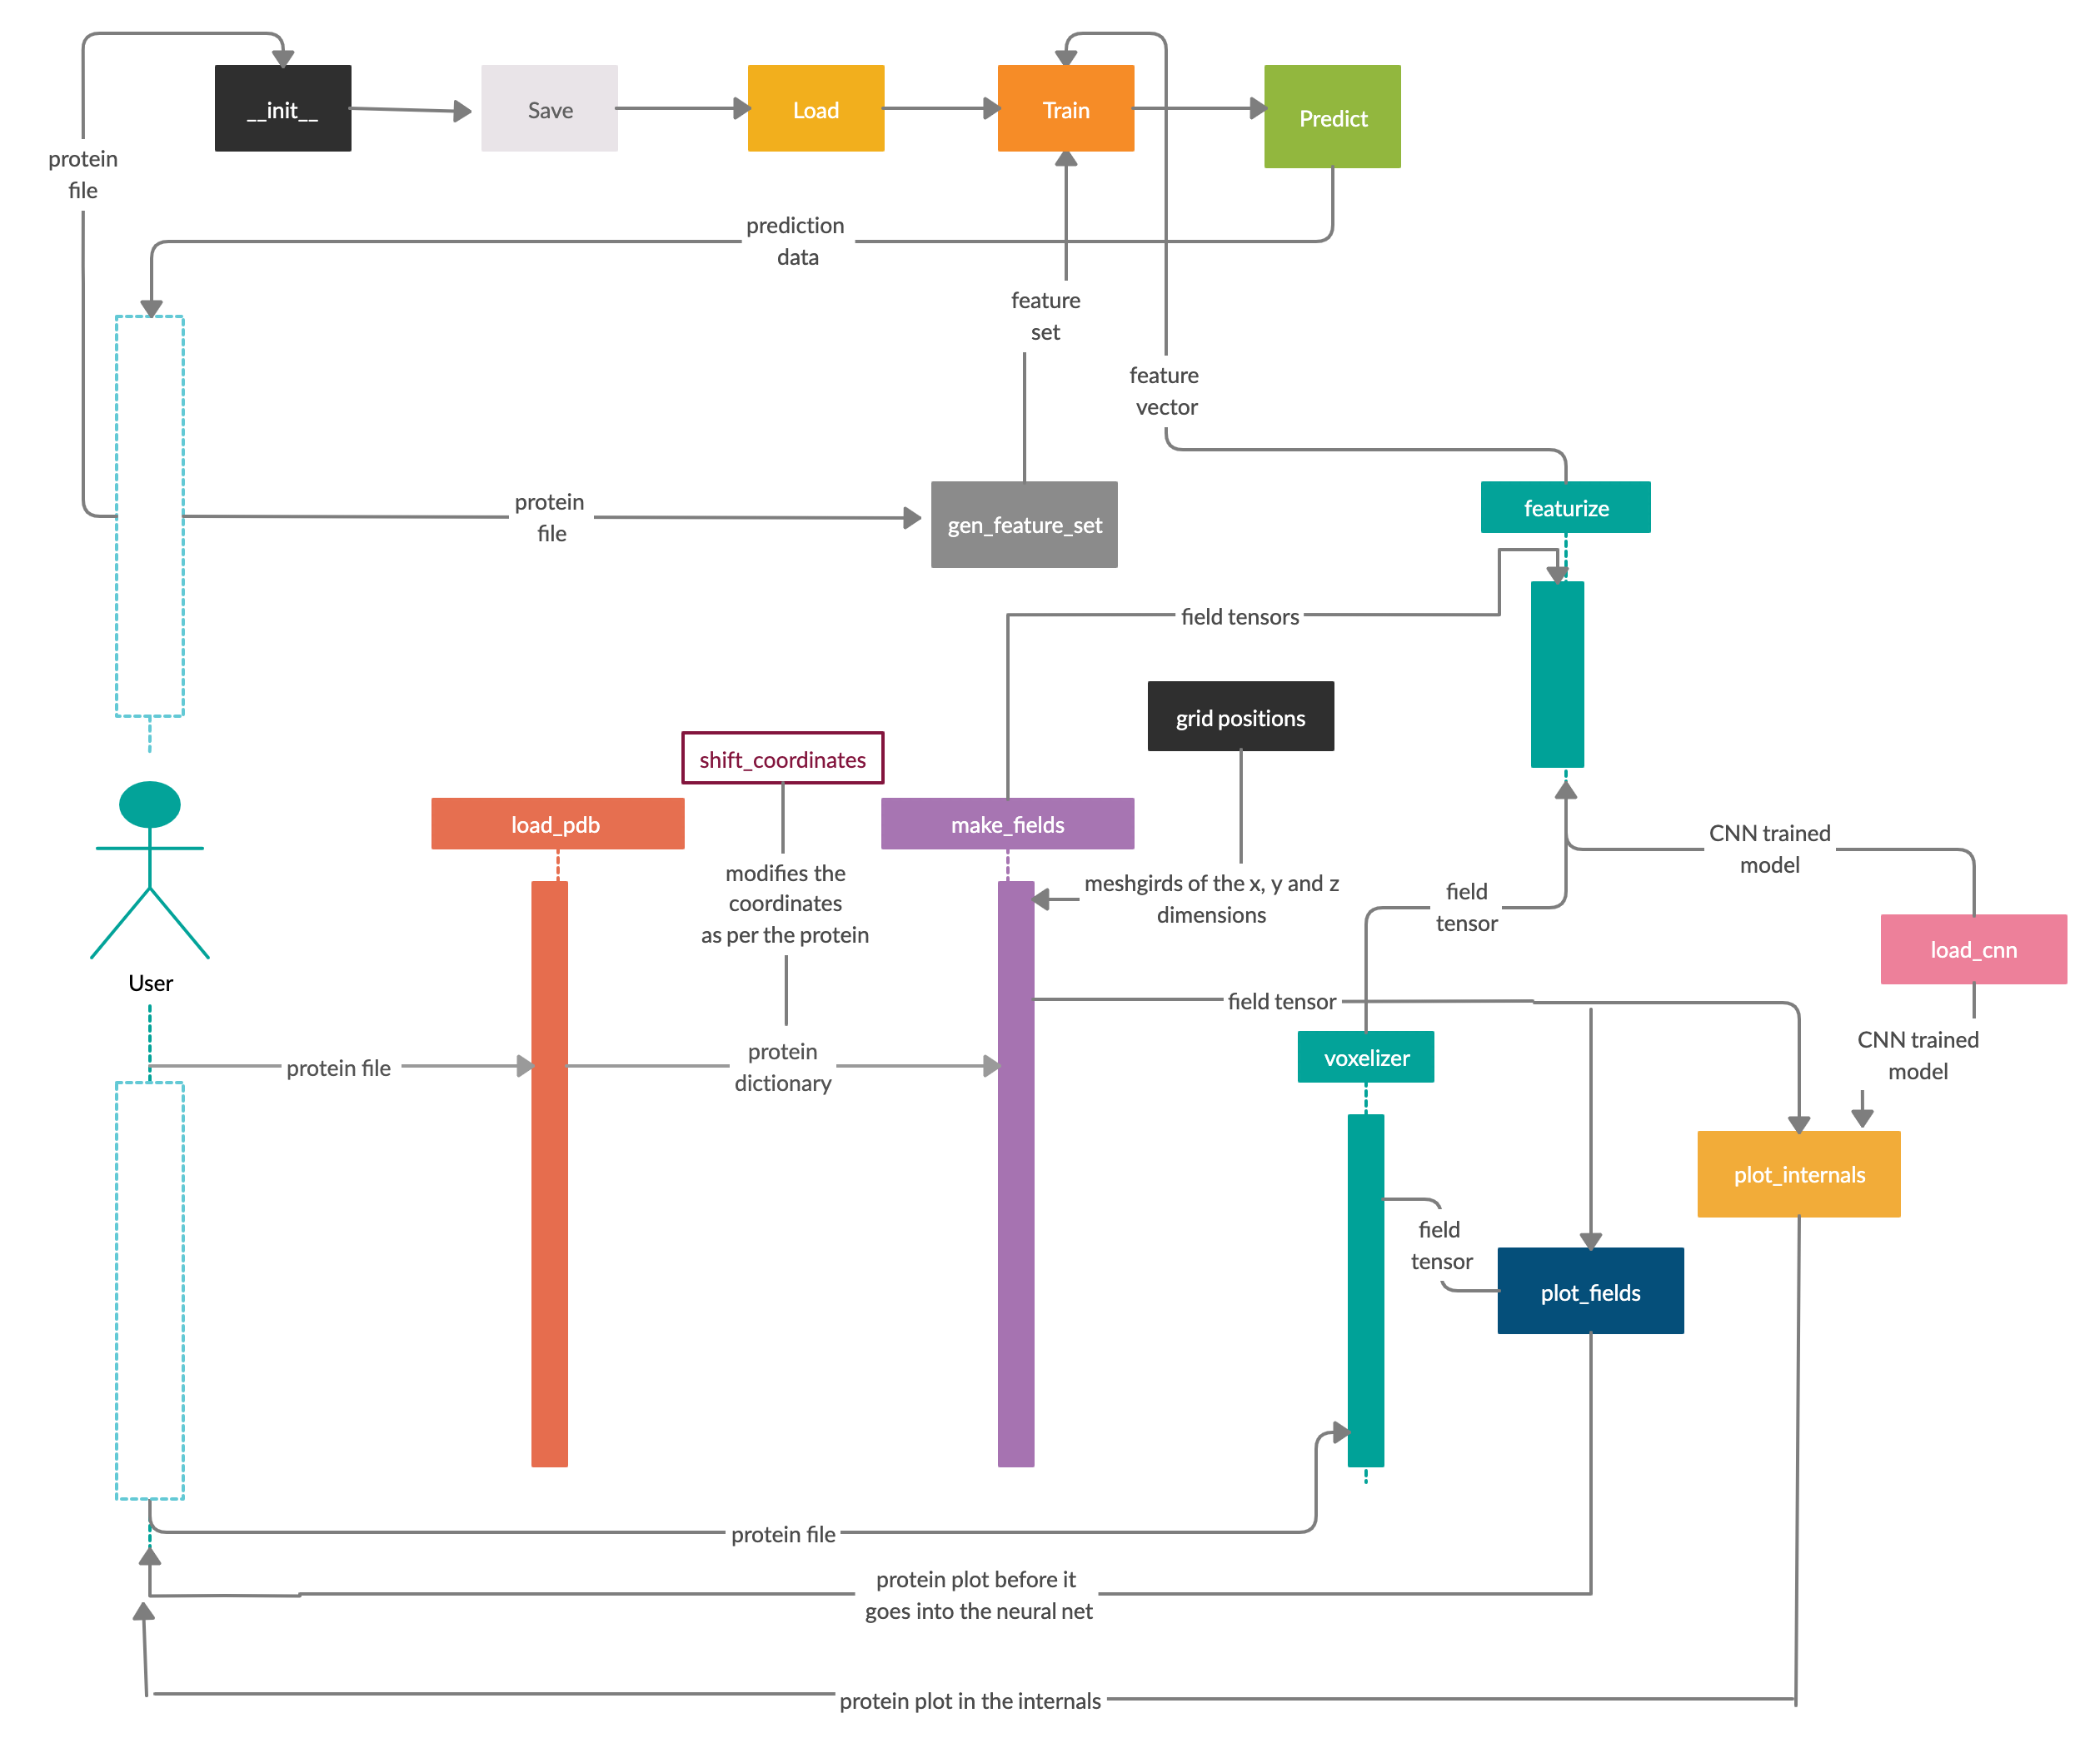 __init__
Save
Load
Train
Predict
protein
file
prediction
data
feature
set
feature
vector
protein
file
gen_feature_set
featurize
field tensors
grid positions
shift_coordinates
load_pdb
make_fields
CNN trained
model
modifies the
coordinates
as per the protein
meshgirds of the x, y and z
dimensions
field
tensor
load_cnn
User
field tensor
CNN trained
model
protein file
protein
dictionary
voxelizer
plot_internals
field
tensor
plot_fields
protein file
protein plot before it
goes into the neural net
protein plot in the internals